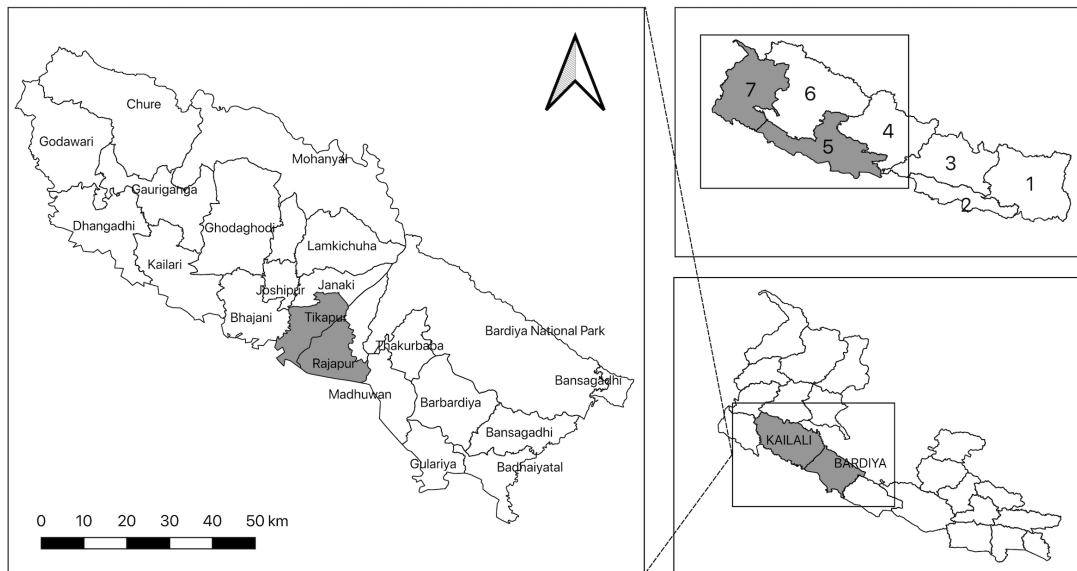 Chure
Godawari
Mohanyal
Gauriganga
Dhangadhi
Ghodaghodi
Lamkichuha
Kailari
Joshipur
Janaki
Bhajani
Tikapur
Bardiya National Park
Thakurbaba
Rajapur
Bansagadhi
Madhuwan
Barbardiya
Bansagadhi
Gulariya
Badhaiyatal
0 10 20 30 40 50 km
7
6
5
4
3
1
2
KAILALI
BARDIYA